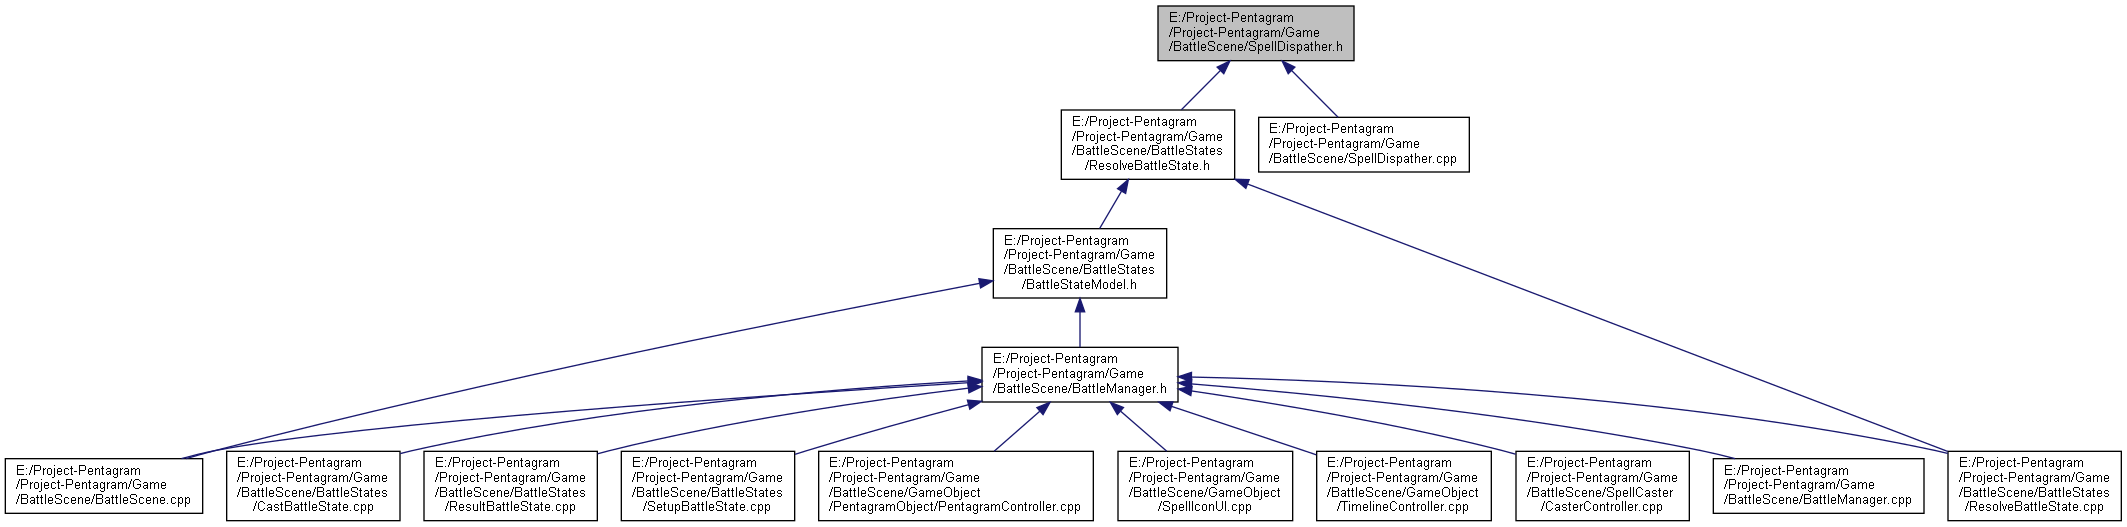 E:/Project-Pentagram
/Project-Pentagram/Game
/BattleScene/SpellDispather.h
E:/Project-Pentagram
/Project-Pentagram/Game
/BattleScene/BattleStates
/ResolveBattleState.h
E:/Project-Pentagram
/Project-Pentagram/Game
/BattleScene/SpellDispather.cpp
E:/Project-Pentagram
/Project-Pentagram/Game
/BattleScene/BattleStates
/BattleStateModel.h
E:/Project-Pentagram
/Project-Pentagram/Game
/BattleScene/BattleManager.h
E:/Project-Pentagram
/Project-Pentagram/Game
/BattleScene/BattleScene.cpp
E:/Project-Pentagram
/Project-Pentagram/Game
/BattleScene/BattleStates
/CastBattleState.cpp
E:/Project-Pentagram
/Project-Pentagram/Game
/BattleScene/BattleStates
/ResultBattleState.cpp
E:/Project-Pentagram
/Project-Pentagram/Game
/BattleScene/BattleStates
/SetupBattleState.cpp
E:/Project-Pentagram
/Project-Pentagram/Game
/BattleScene/GameObject
/PentagramObject/PentagramController.cpp
E:/Project-Pentagram
/Project-Pentagram/Game
/BattleScene/GameObject
/SpellIconUI.cpp
E:/Project-Pentagram
/Project-Pentagram/Game
/BattleScene/GameObject
/TimelineController.cpp
E:/Project-Pentagram
/Project-Pentagram/Game
/BattleScene/SpellCaster
/CasterController.cpp
E:/Project-Pentagram
/Project-Pentagram/Game
/BattleScene/BattleManager.cpp
E:/Project-Pentagram
/Project-Pentagram/Game
/BattleScene/BattleStates
/ResolveBattleState.cpp